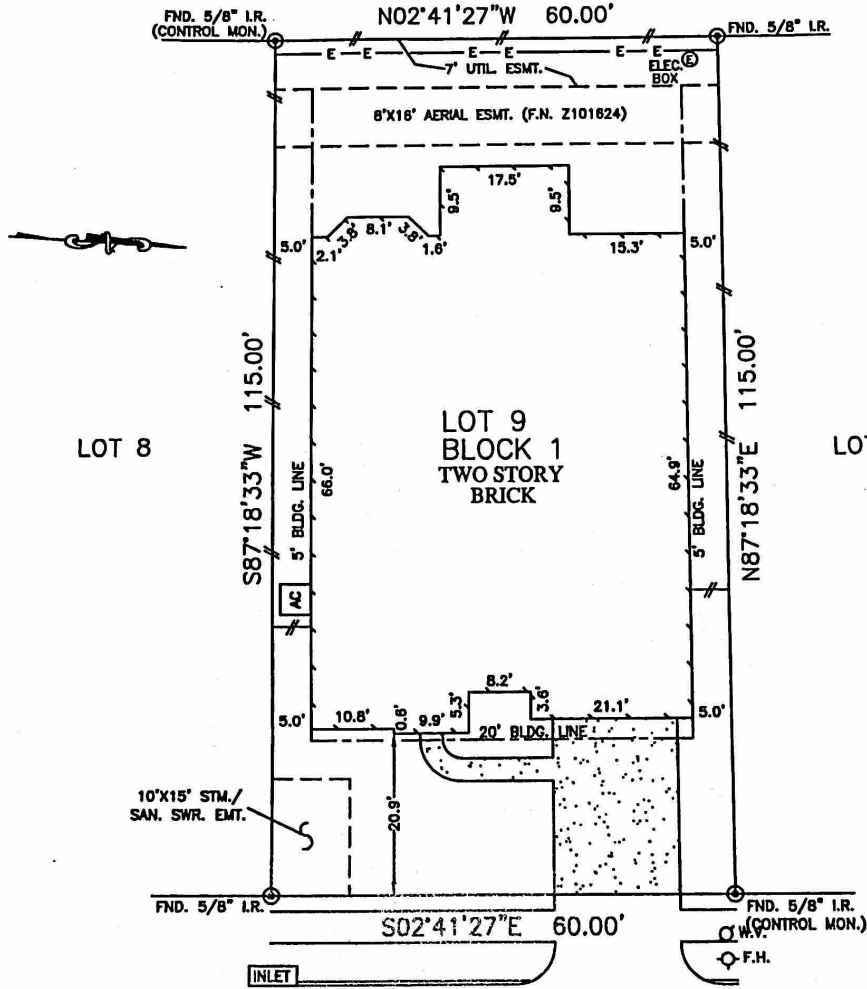 N02°41'27"W 60.00'
FND. 5/8" I.R.
(CONTROL MON.)
FND. 5/8" I.R.
E E E E E E
ELEC. E
BOX
7' UTIL ESMT.
8'X16' AERIAL ESMT. (F.N. Z101624)
17.5'
9.5'
9.5'
8.1'
3.8'
3.8'
5.0'
2.1'
1.6'
15.3'
5.0'
S87°18'33"W 115.00'
N87°18'33"E 115.00'
LOT 8
LOT 9
BLOCK 1
TWO STORY
BRICK
LOT
66.0'
64.9'
5' BLDG. LINE
5' BLDG. LINE
AC
8.2'
5.3'
3.6'
10.8'
0.6'
9.9'
21.1'
5.0'
5.0'
20' BLDG. LINE
20.9'
10'X15' STM./
SAN. SWR. EMT.
FND. 5/8" I.R.
FND. 5/8" I.R.
(CONTROL MON.)
S02°41'27"E 60.00'
W.V.
F.H.
INLET